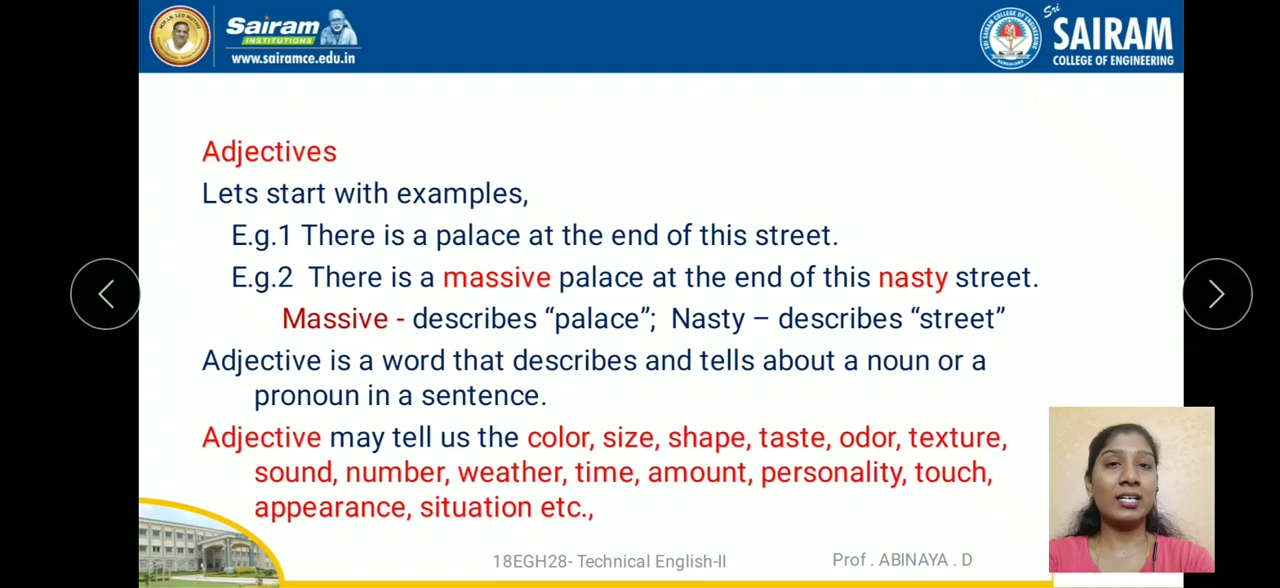 Sairam
INSTITUTIONS
www.sairamce.edu.in
Sri
SAIRAM
COLLEGE OF ENGINEERING
Adjectives
Lets start with examples,
E.g.1 There is a palace at the end of this street.
E.g.2 There is a massive palace at the end of this nasty street.
Massive - describes “palace”; Nasty – describes “street”
Adjective is a word that describes and tells about a noun or a
pronoun in a sentence.
Adjective may tell us the color, size, shape, taste, odor, texture,
sound, number, weather, time, amount, personality, touch,
appearance, situation etc.,
18EGH28- Technical English-II
Prof . ABINAYA . D